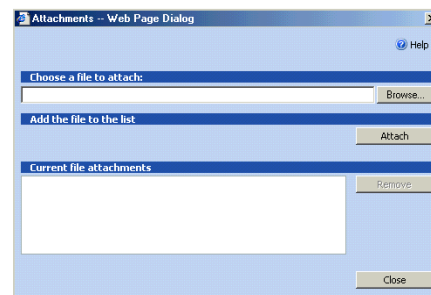 Attachments -- Web Page Dialog
Help
Choose a file to attach:
Browse...
Add the file to the list
Attach
Current file attachments
Remove
Close